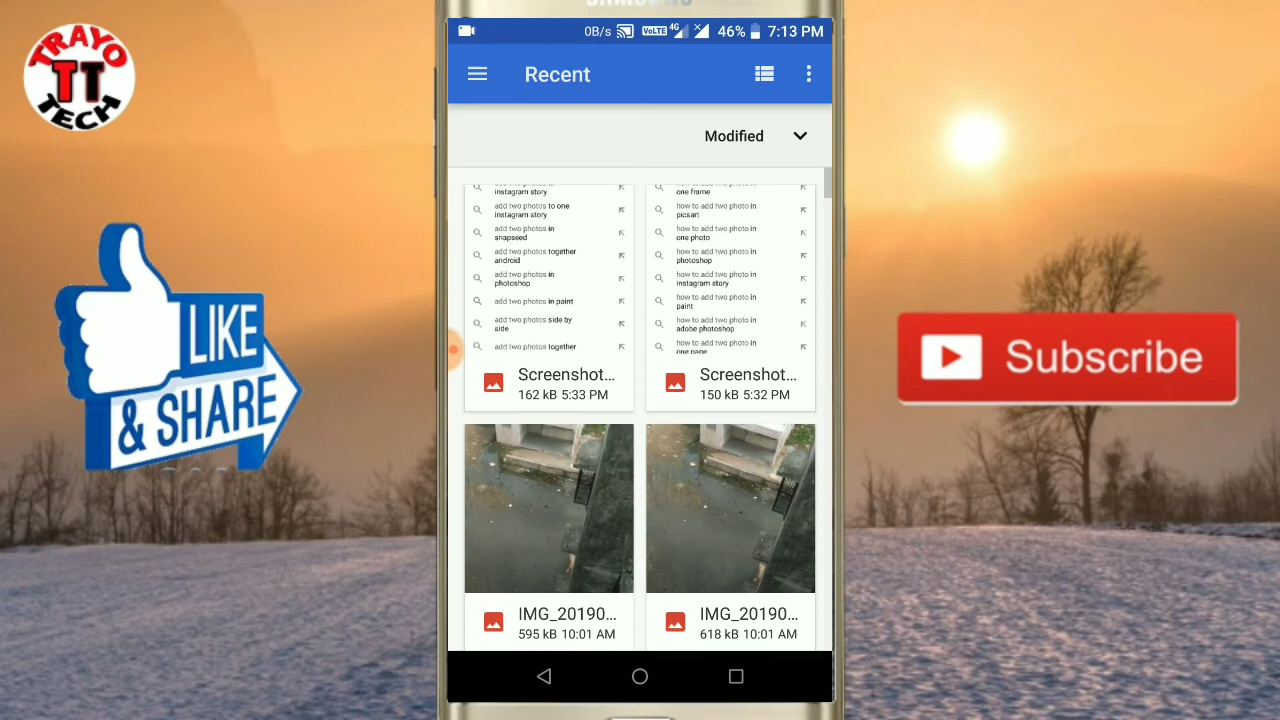 TRAYO
TT
TECH
LIKE
& SHARE
0B/s VoLTE 4G 46% 7:13 PM
Recent
Modified
instagram story
add two photos to one
instagram story
add two photos in
snapseed
add two photos together
android
add two photos in
photoshop
add two photos in paint
add two photos side by
side
add two photos together
Screenshot...
162 kB 5:33 PM
one frame
how to add two photo in
picsart
how to add two photo in
one photo
how to add two photo in
photoshop
how to add two photo in
instagram story
how to add two photo in
paint
how to add two photo in
adobe photoshop
how to add two photo in
one page
Screenshot...
150 kB 5:32 PM
IMG_20190...
595 kB 10:01 AM
IMG_20190...
618 kB 10:01 AM
Subscribe